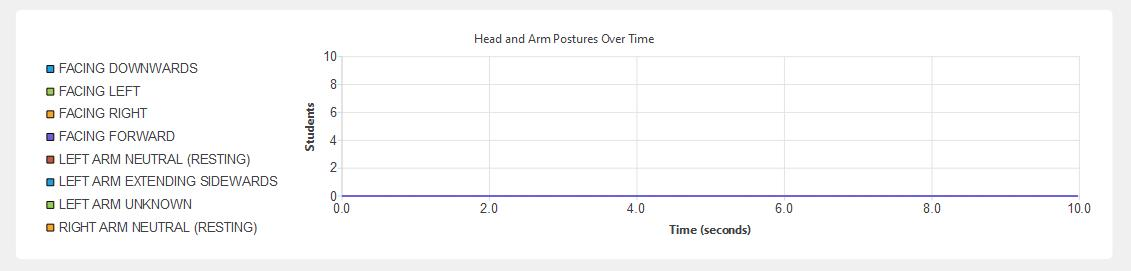 Head and Arm Postures Over Time
FACING DOWNWARDS
FACING LEFT
FACING RIGHT
FACING FORWARD
LEFT ARM NEUTRAL (RESTING)
LEFT ARM EXTENDING SIDEWARDS
LEFT ARM UNKNOWN
RIGHT ARM NEUTRAL (RESTING)
Students
10
8
6
4
2
0
0.0 2.0 4.0 6.0 8.0 10.0
Time (seconds)